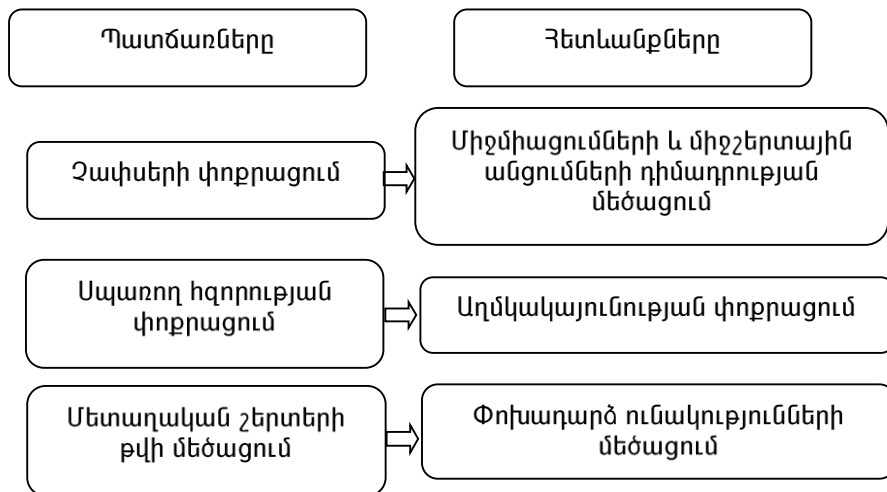 Պատճառները
Հետևանքները
Չափսերի փոքրացում
Միջմիացումների և միջշերտային
անցումների դիմադրության
մեծացում
Սպառող հզորության
փոքրացում
Աղմկակայունության փոքրացում
Մետաղական շերտերի
թվի մեծացում
Փոխադարձ ունակությունների
մեծացում